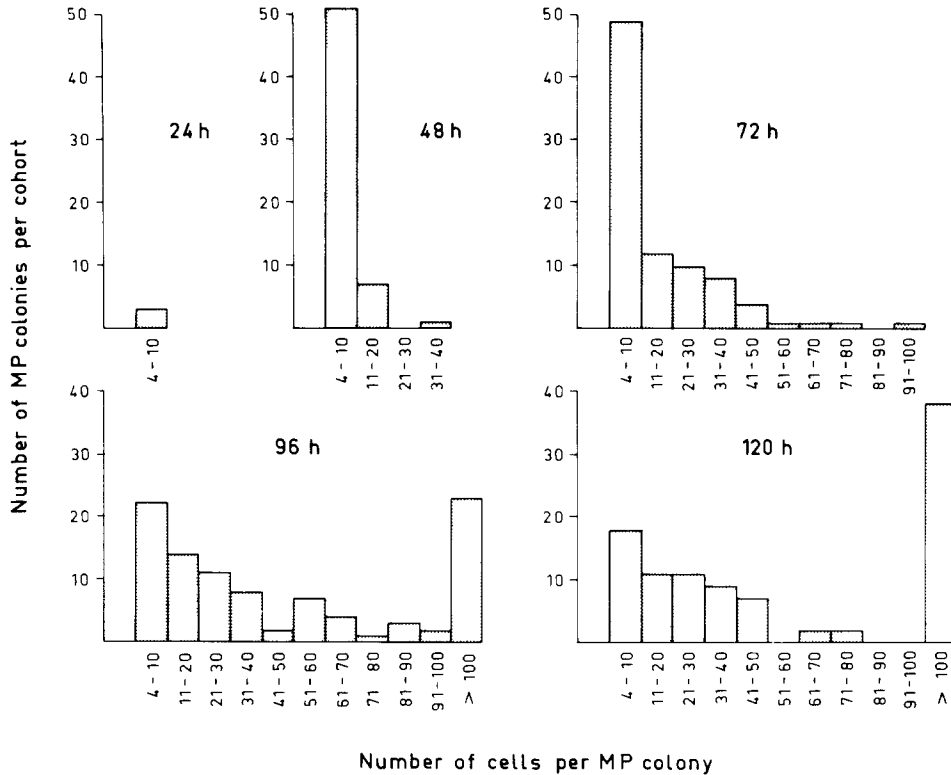 Number of MP colonies per cohort
50
40
30
20
10
24 h
4 - 10
50
40
30
20
10
48 h
4 - 10
11 - 20
21 - 30
31 - 40
50
40
30
20
10
72 h
4 - 10
11 - 20
21 - 30
31 - 40
41 - 50
51 - 60
61 - 70
71 - 80
81 - 90
91 - 100
40
30
20
10
96 h
4 - 10
11 - 20
21 - 30
31 - 40
41 - 50
51 - 60
61 - 70
71 - 80
81 - 90
91 - 100
> 100
40
30
20
10
120 h
4 - 10
11 - 20
21 - 30
31 - 40
41 - 50
51 - 60
61 - 70
71 - 80
81 - 90
91 - 100
> 100
Number of cells per MP colony